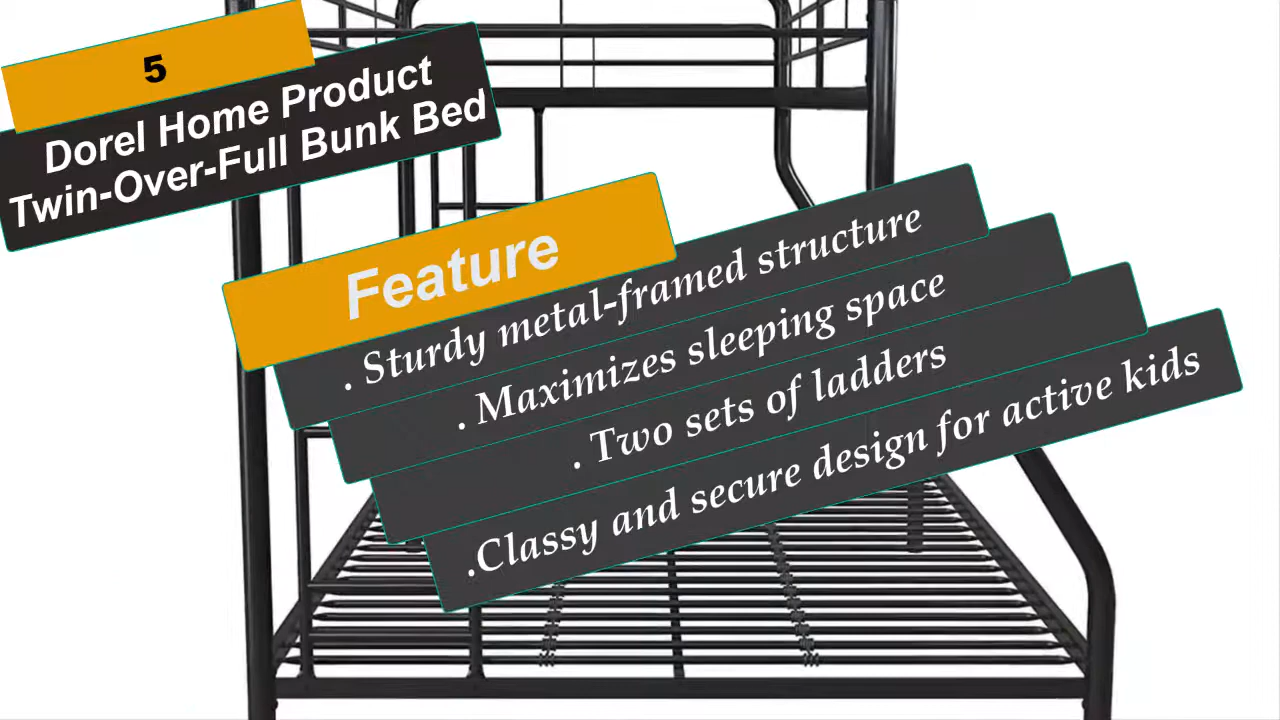 5
Dorel Home Product
Twin-Over-Full Bunk Bed
Feature
. Sturdy metal-framed structure
. Maximizes sleeping space
. Two sets of ladders
.Classy and secure design for active kids